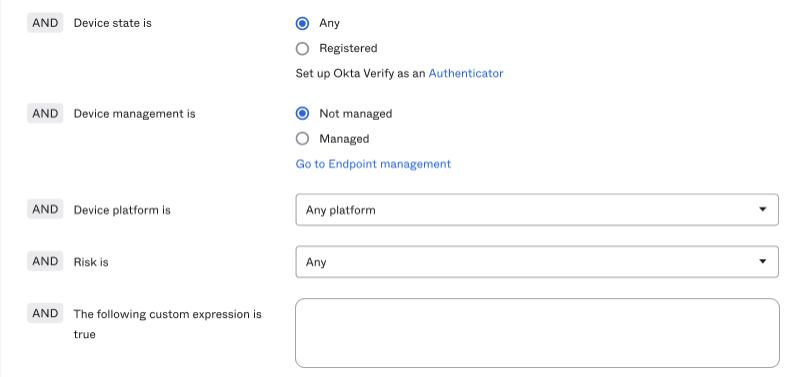 AND Device state is Any
Registered
Set up Okta Verify as an Authenticator
AND Device management is Not managed
Managed
Go to Endpoint management
AND Device platform is Any platform
AND Risk is Any
AND The following custom expression is
true